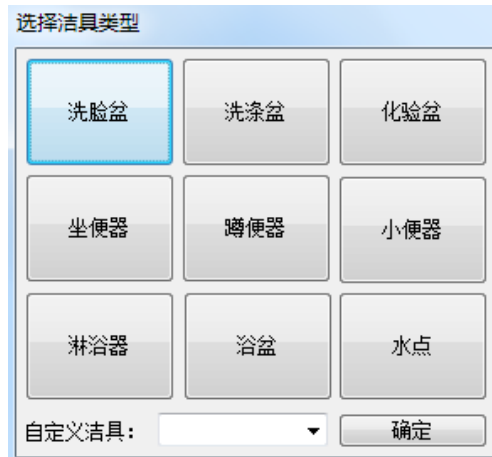 选择洁具类型
洗脸盆 洗涤盆 化验盆
坐便器 蹲便器 小便器
淋浴器 浴盆 水点
自定义洁具： 确定